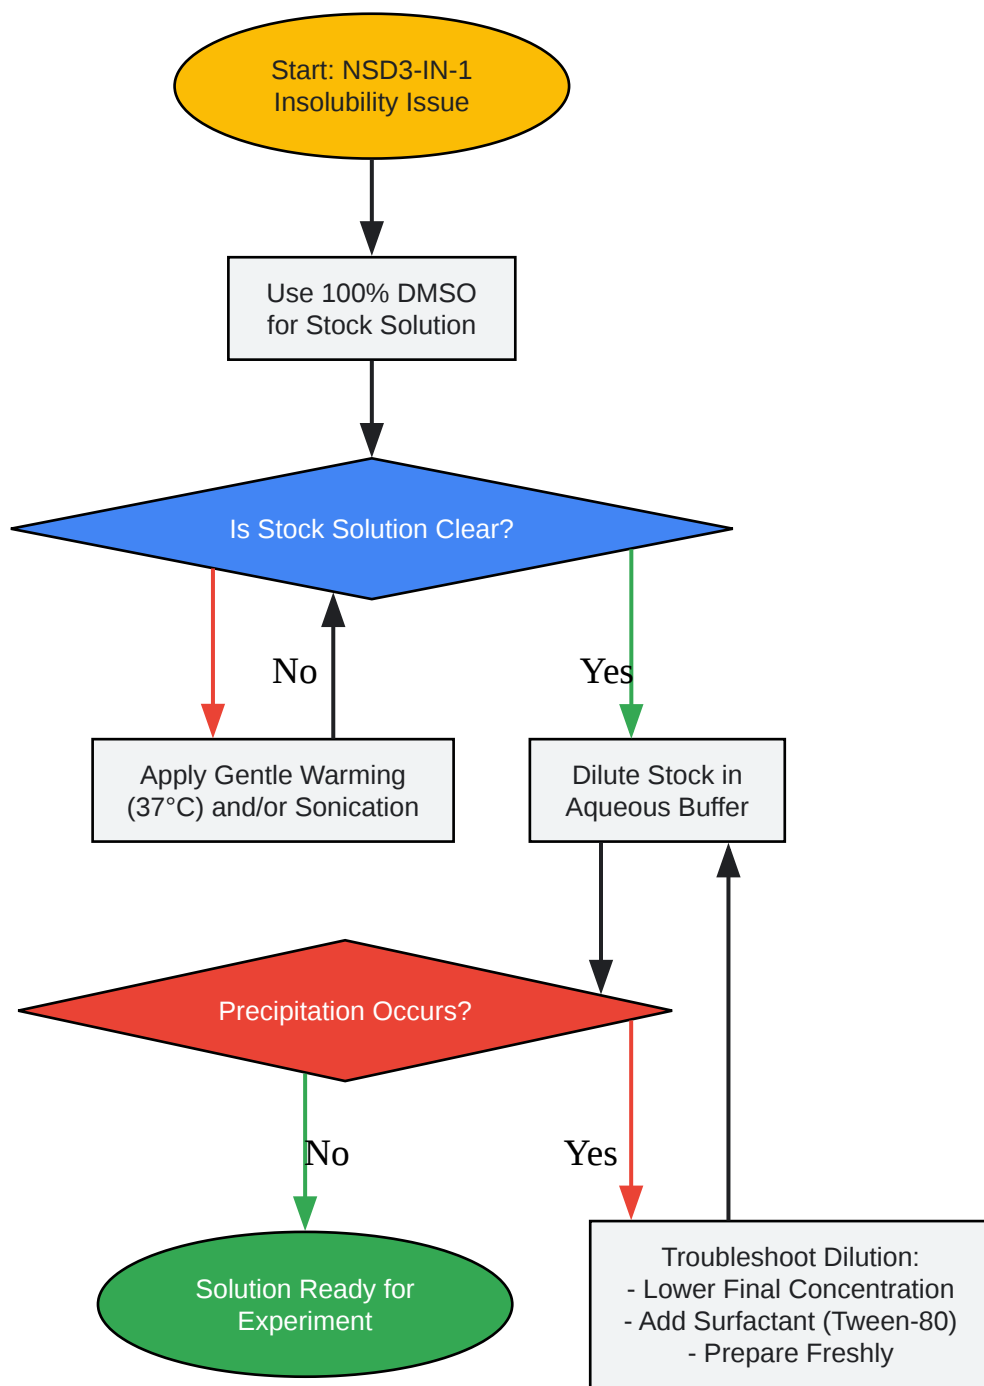 Start: NSD3-IN-1
Insolubility Issue
Use 100% DMSO
for Stock Solution
Is Stock Solution Clear?
No
Yes
Apply Gentle Warming
(37°C) and/or Sonication
Dilute Stock in
Aqueous Buffer
Precipitation Occurs?
No
Yes
Solution Ready for
Experiment
Troubleshoot Dilution:
- Lower Final Concentration
- Add Surfactant (Tween-80)
- Prepare Freshly